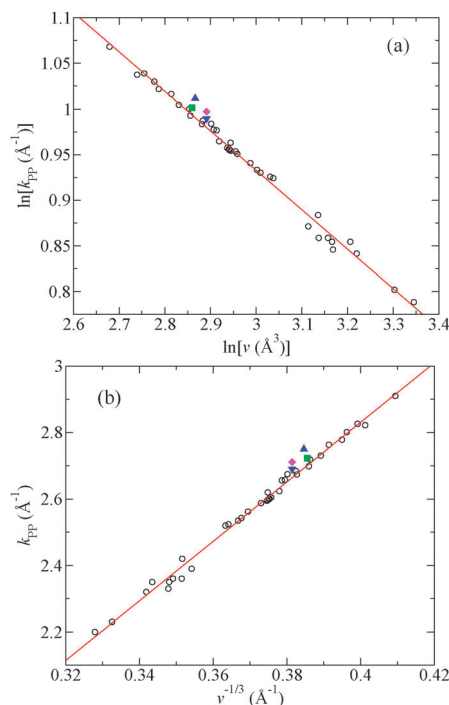 1.1
(a)
1.05
1
0.95
0.9
0.85
0.8
ln[k_PP (Å⁻¹)]
2.6 2.7 2.8 2.9 3 3.1 3.2 3.3 3.4
ln[v (Å³)]
3
(b)
2.8
2.6
2.4
2.2
k_PP (Å⁻¹)
0.32 0.34 0.36 0.38 0.4 0.42
v⁻¹/³ (Å⁻¹)